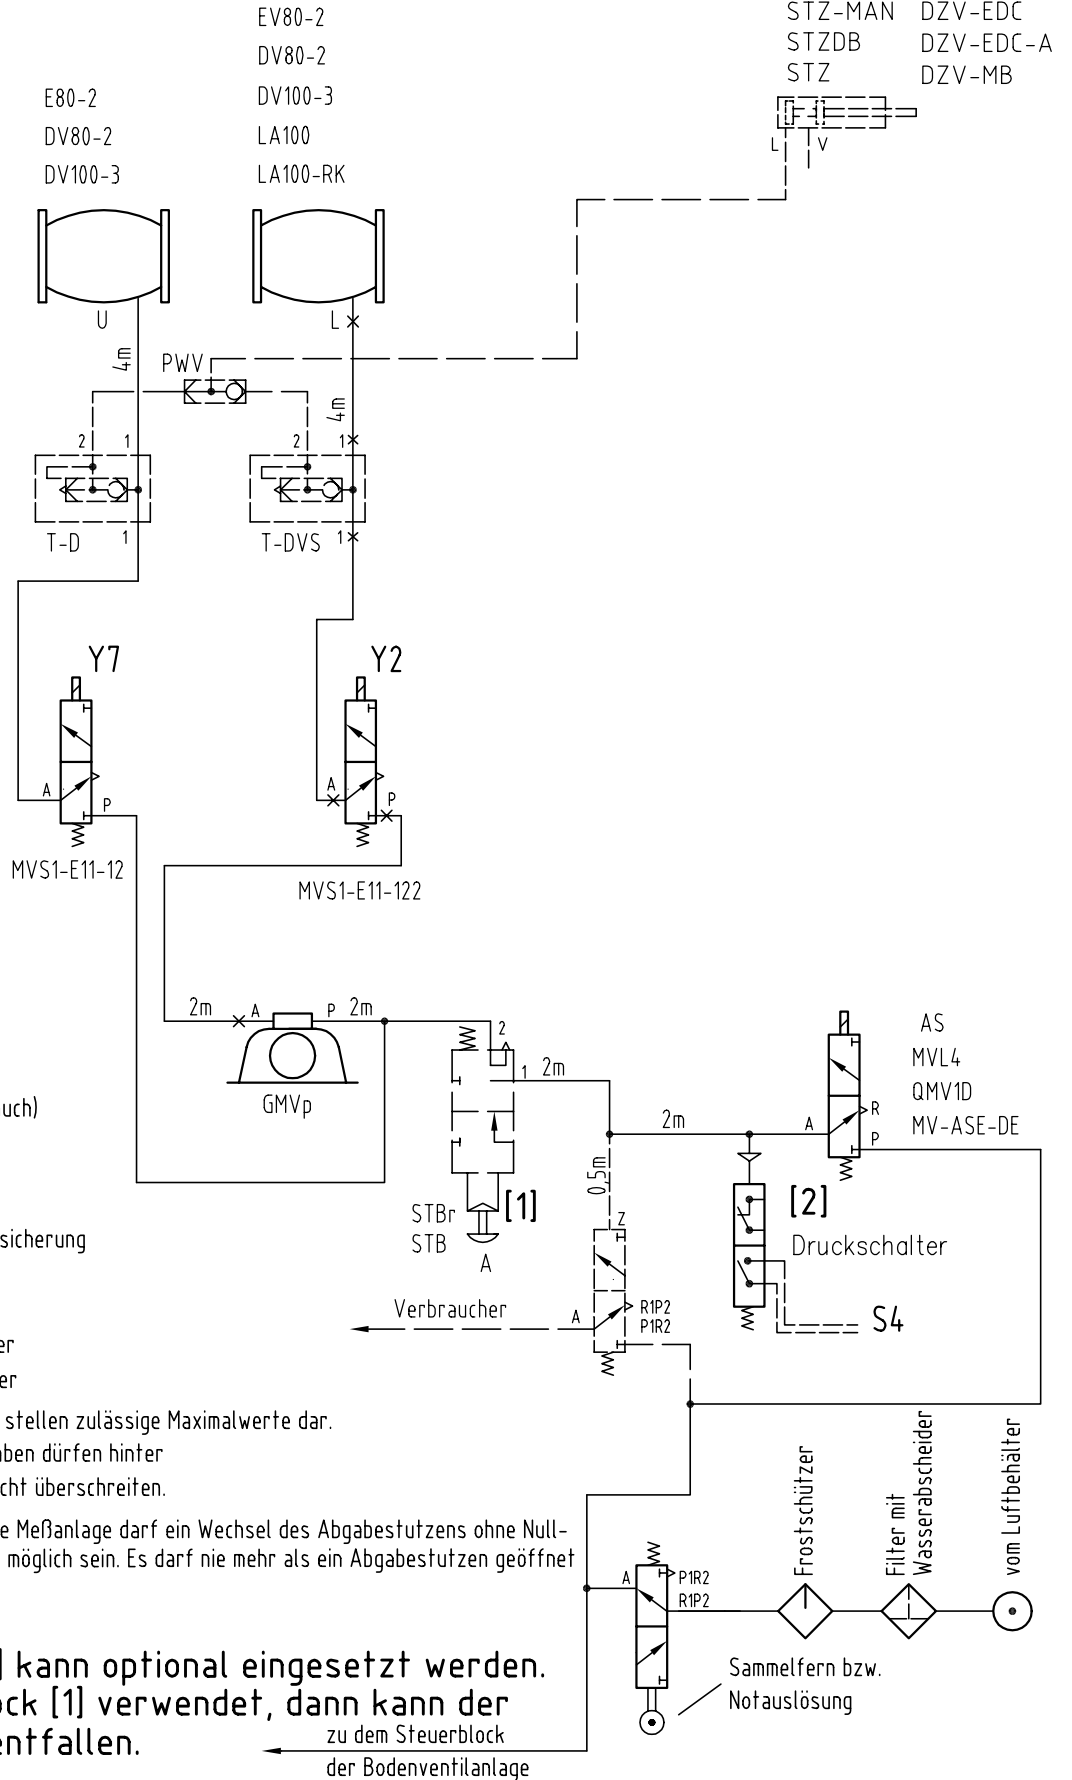 EV80-2
DV80-2
DV100-3
LA100
LA100-RK
E80-2
DV80-2
DV100-3
STZ-MAN DZV-EDC
STZDB DZV-EDC-A
STZ DZV-MB
L V
U
L
4m
PWV
4m
2 1
2 1
T-D 1
T-DVS 1
Y7
Y2
A
P
A
P
MVS1-E11-12
MVS1-E11-122
2m A P 2m
2
1 2m
GMVp
AS
MVL4
QMV1D
MV-ASE-DE
2m
A
R
P
uch)
0,5m
[1]
STBr
STB
A
Z
[2]
Druckschalter
S4
sicherung
Verbraucher
A
R1P2
P1R2
er
er
stellen zulässige Maximalwerte dar.
aben dürfen hinter
cht überschreiten.
e Meßanlage darf ein Wechsel des Abgabestutzens ohne Null-
möglich sein. Es darf nie mehr als ein Abgabestutzen geöffnet
Frostschützer
Filter mit
Wasserabscheider
vom Luftbehälter
A
P1R2
R1P2
Sammelfern bzw.
Notauslösung
] kann optional eingesetzt werden.
ock [1] verwendet, dann kann der
entfallen.
zu dem Steuerblock
der Bodenventilanlage